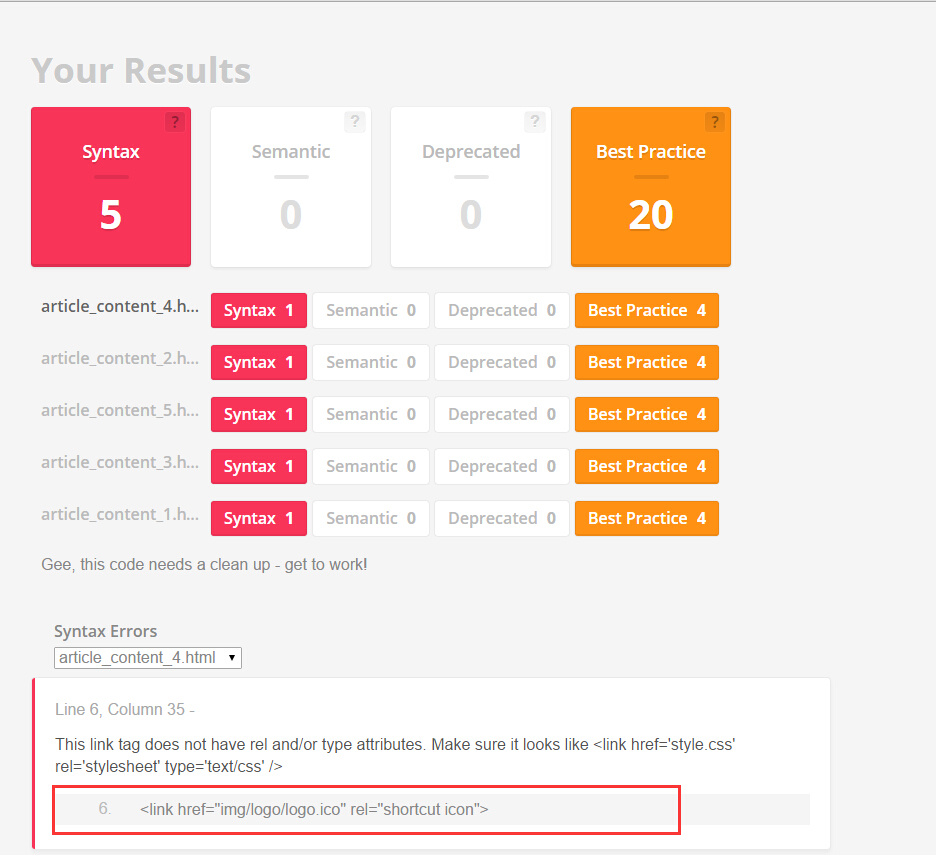 Your Results
?
?
?
?
Syntax
Semantic
Deprecated
Best Practice
5
0
0
20
article_content_4.h... Syntax 1 Semantic 0 Deprecated 0 Best Practice 4
article_content_2.h... Syntax 1 Semantic 0 Deprecated 0 Best Practice 4
article_content_5.h... Syntax 1 Semantic 0 Deprecated 0 Best Practice 4
article_content_3.h... Syntax 1 Semantic 0 Deprecated 0 Best Practice 4
article_content_1.h... Syntax 1 Semantic 0 Deprecated 0 Best Practice 4
Gee, this code needs a clean up - get to work!
Syntax Errors
article_content_4.html
Line 6, Column 35 -
This link tag does not have rel and/or type attributes. Make sure it looks like <link href='style.css'
rel='stylesheet' type='text/css' />
6. <link href="img/logo/logo.ico" rel="shortcut icon">